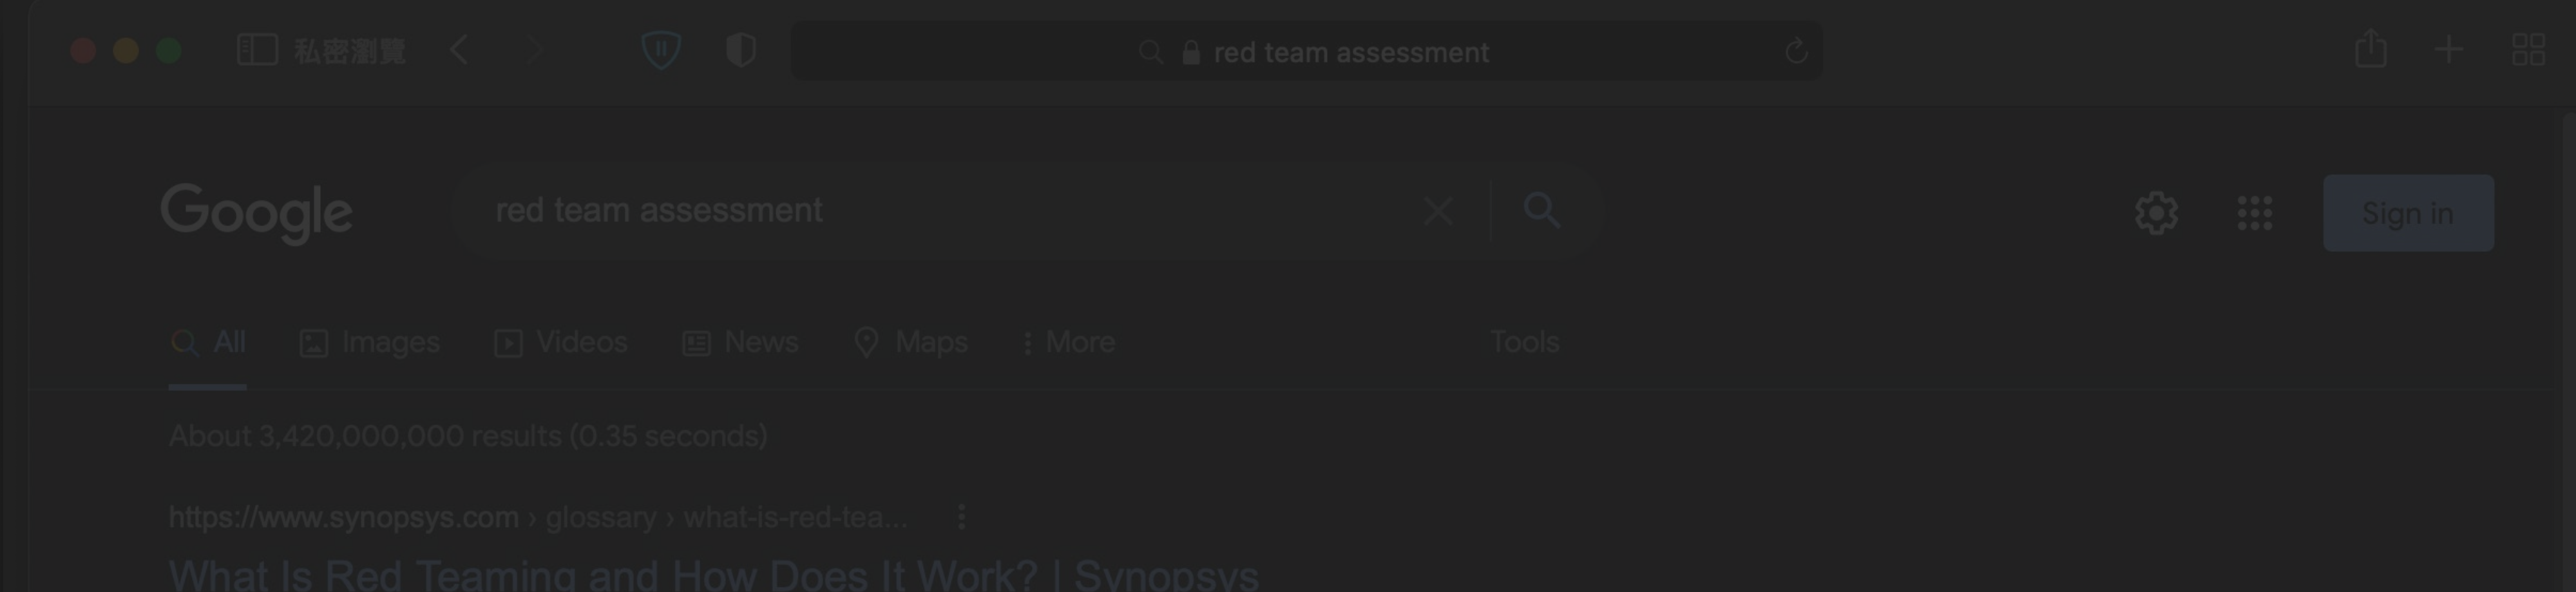 私密瀏覽 red team assessment
Google red team assessment Sign in
All Images Videos News Maps More Tools
About 3,420,000,000 results (0.35 seconds)
https://www.synopsys.com › glossary › what-is-red-tea...
What Is Red Teaming and How Does It Work? | Synopsys